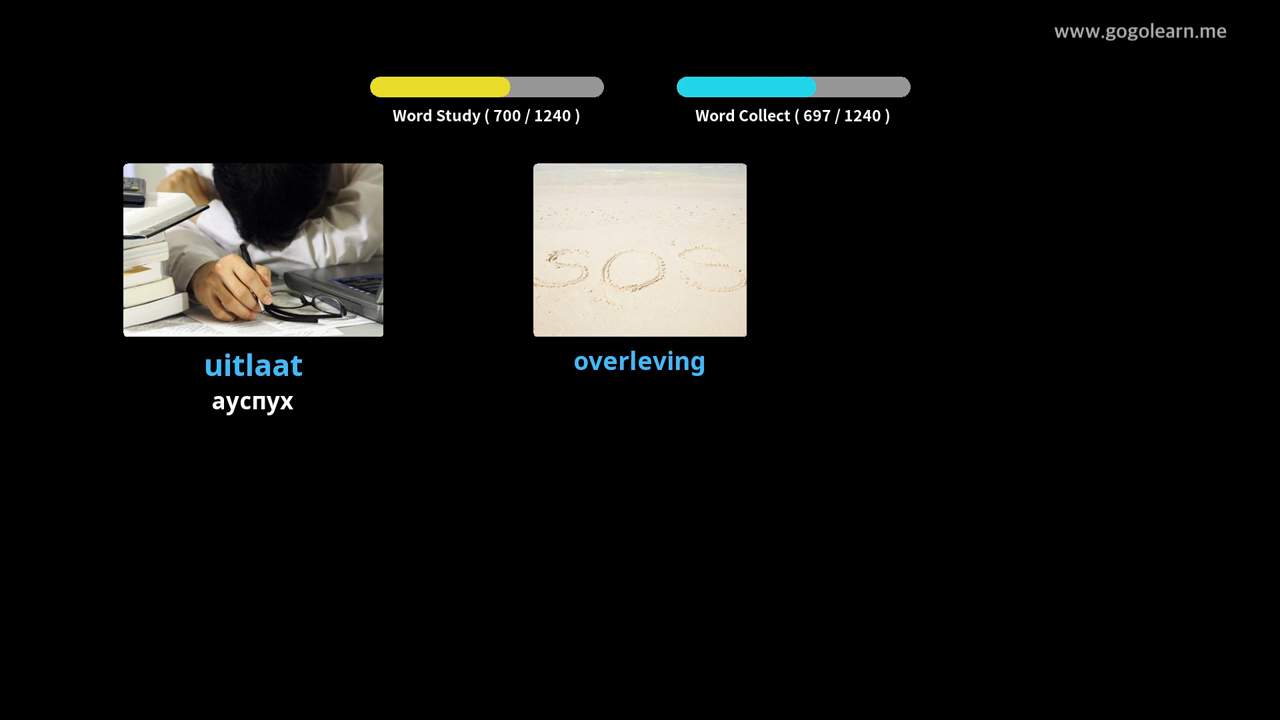 www.gogolearn.me
Word Study ( 700 / 1240 )
Word Collect ( 697 / 1240 )
SOS
uitlaat
overleving
ауспух